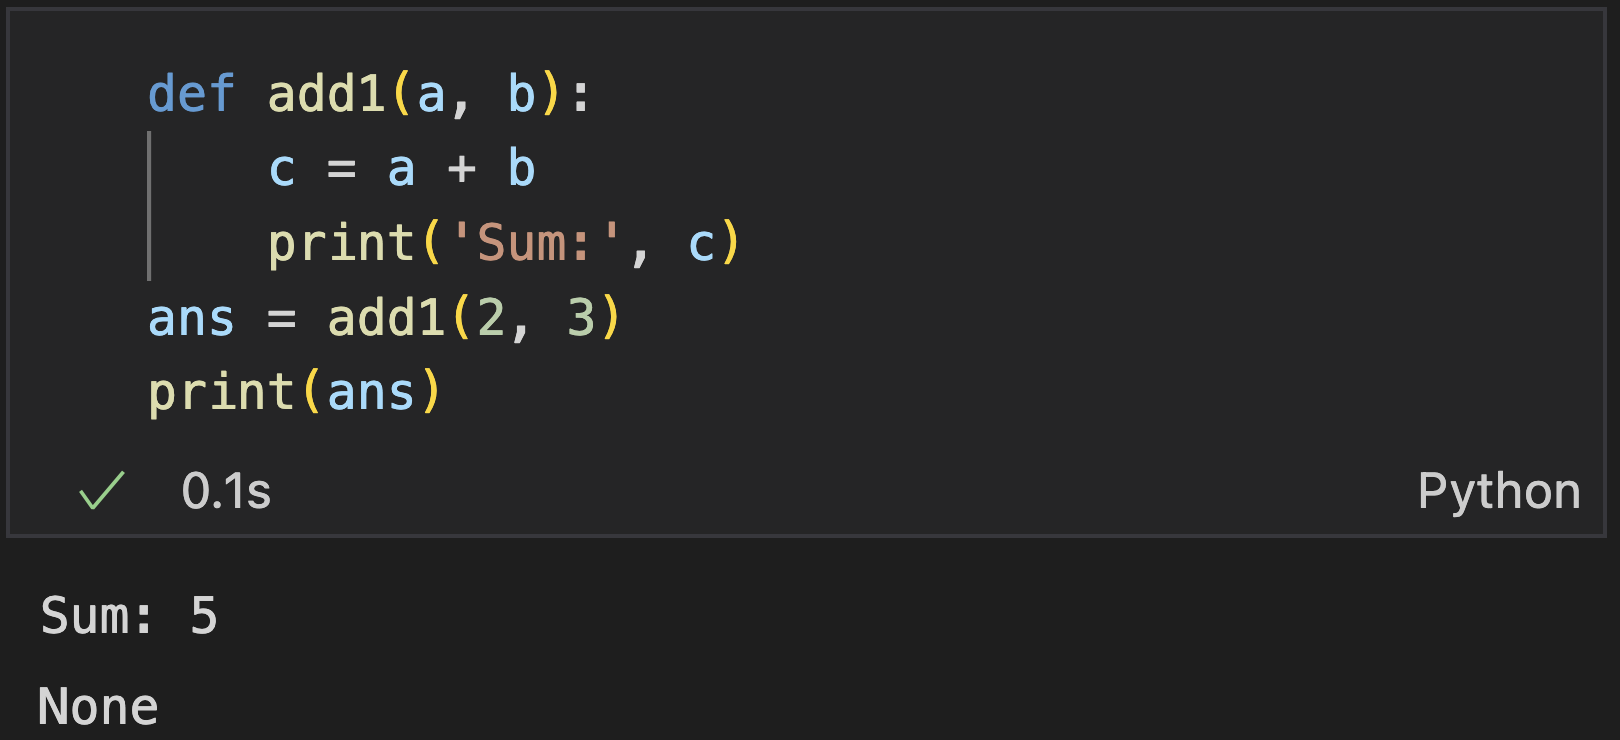 def add1(a, b):
    c = a + b
    print('Sum:', c)
ans = add1(2, 3)
print(ans)
0.1s
Python
Sum: 5
None